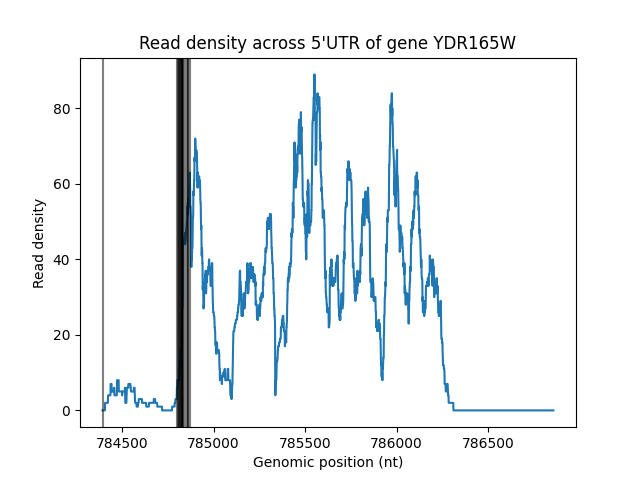 Read density across 5'UTR of gene YDR165W
80
60
40
20
0
Read density
784500 785000 785500 786000 786500
Genomic position (nt)